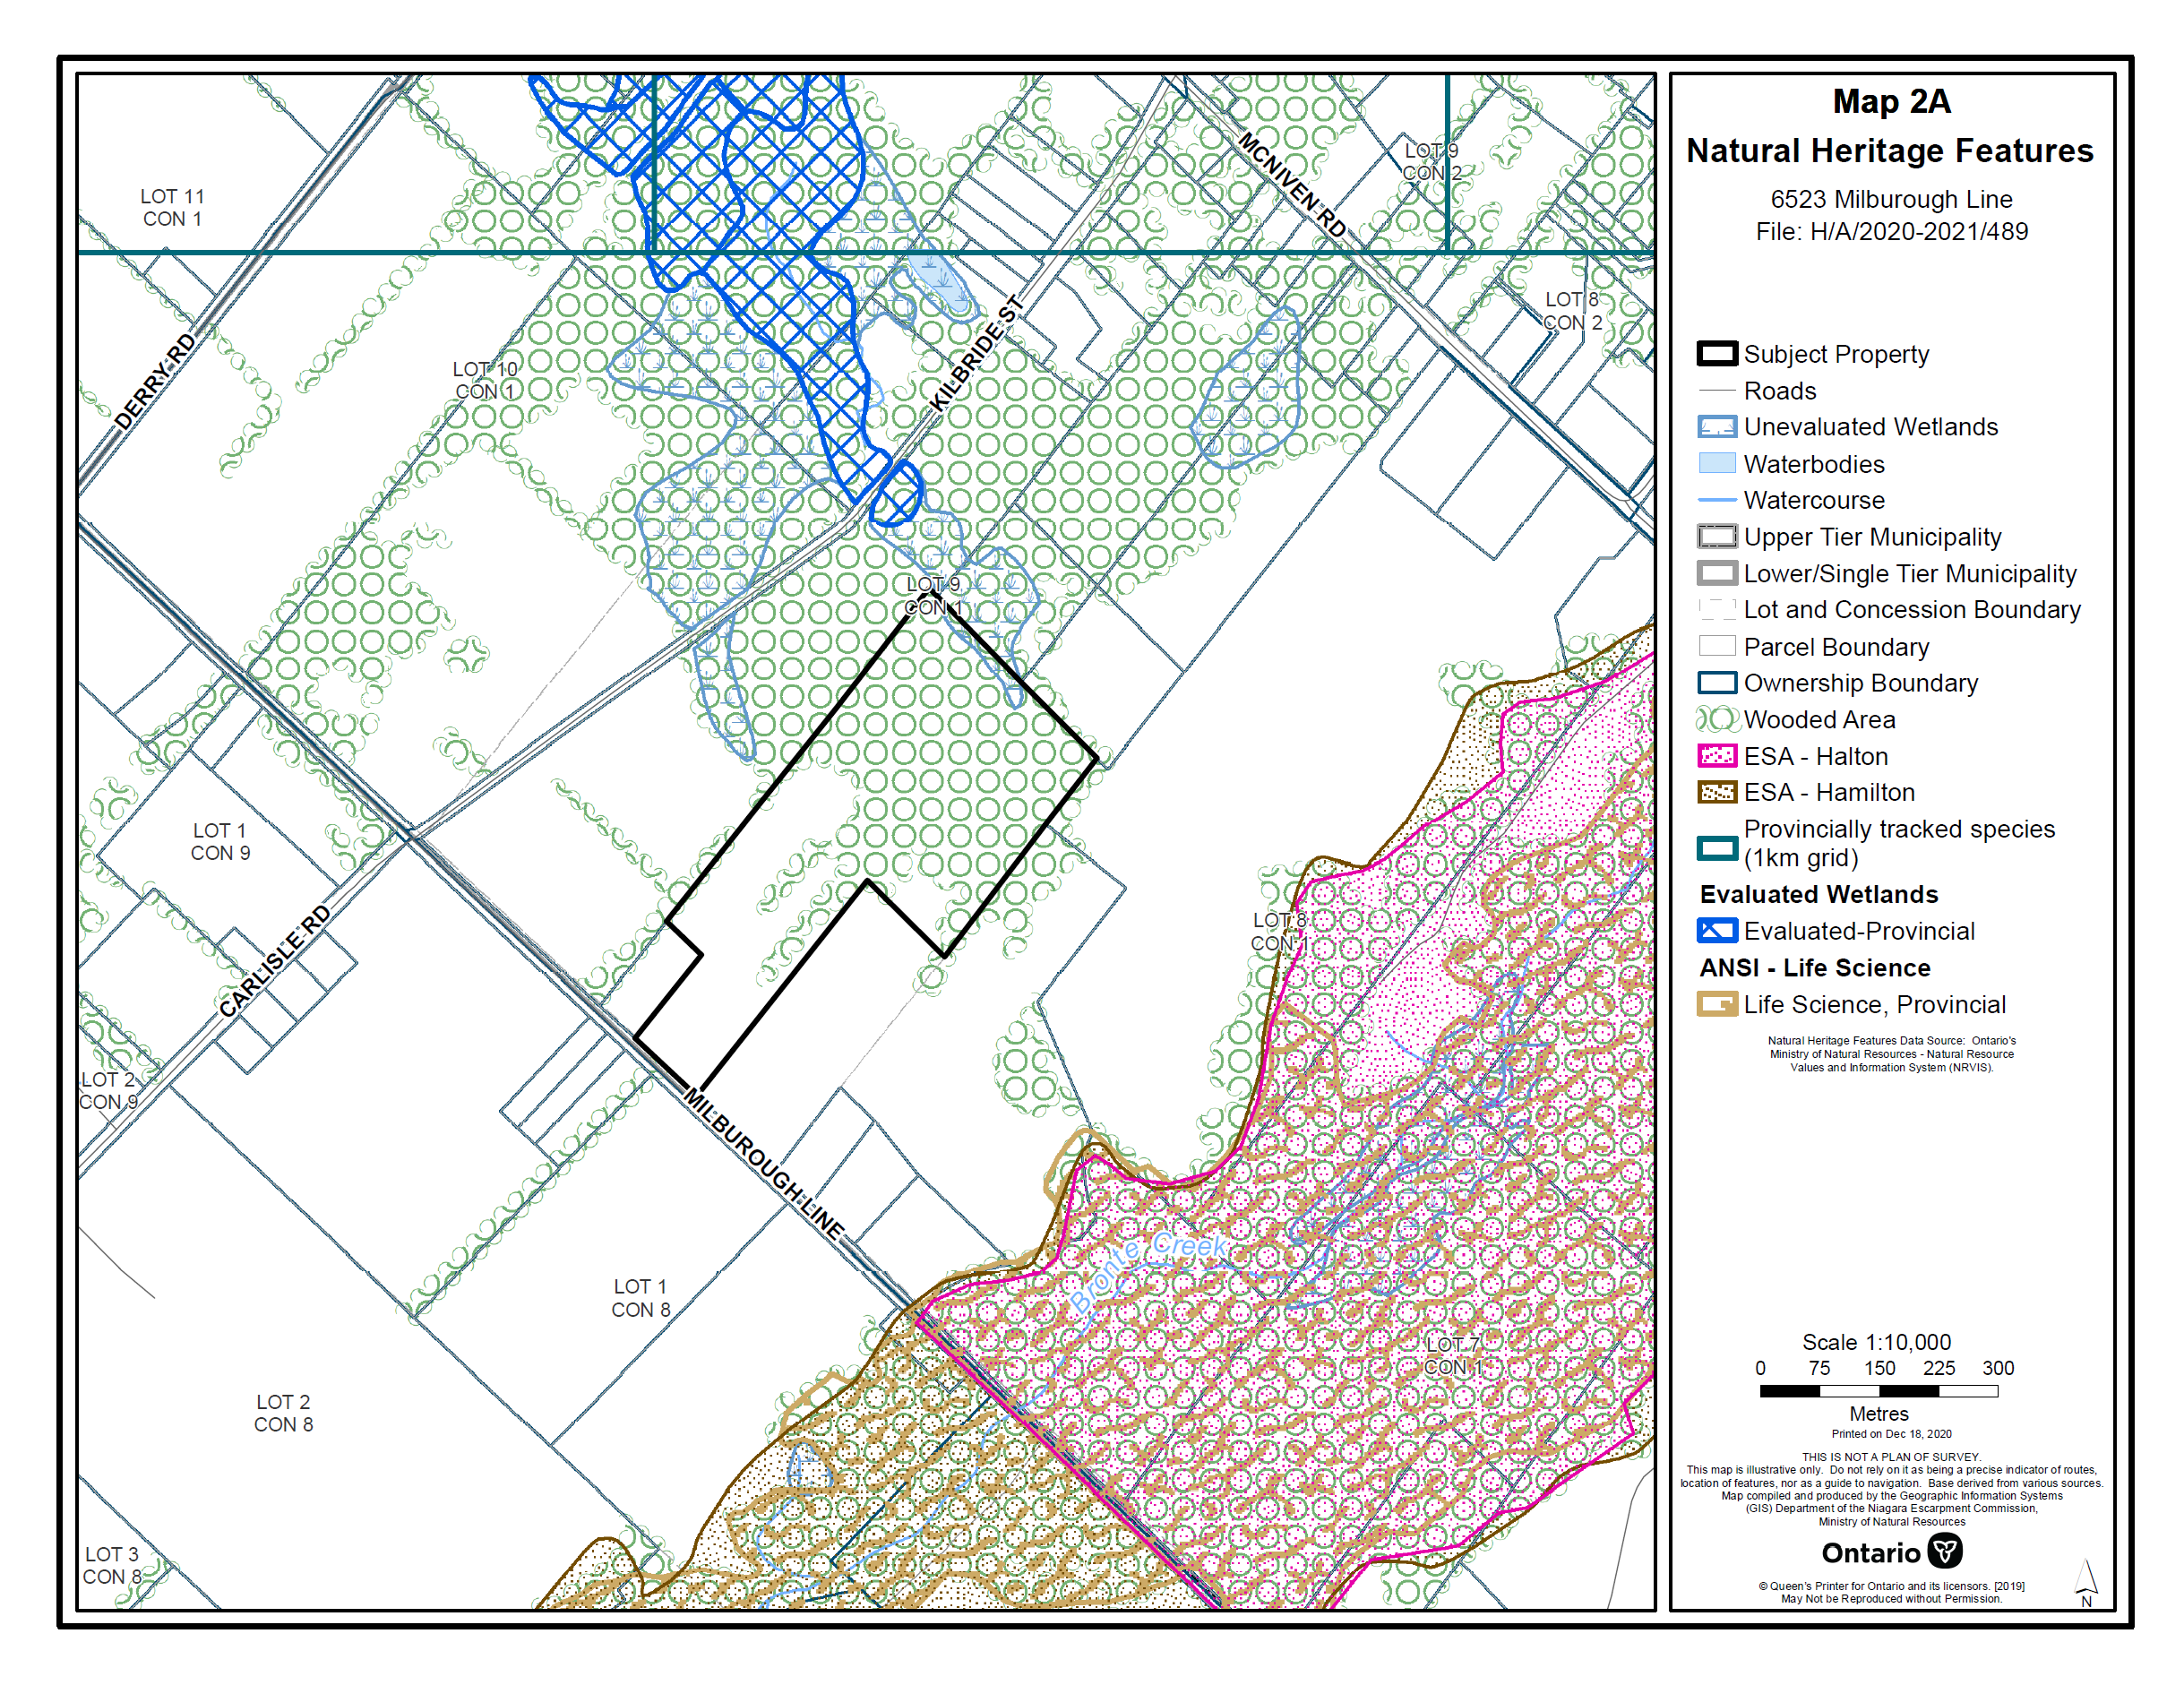 Map 2A
Natural Heritage Features
6523 Milburough Line
File: H/A/2020-2021/489
Subject Property
Roads
Unevaluated Wetlands
Waterbodies
Watercourse
Upper Tier Municipality
Lower/Single Tier Municipality
Lot and Concession Boundary
Parcel Boundary
Ownership Boundary
Wooded Area
ESA - Halton
ESA - Hamilton
Provincially tracked species
(1km grid)
Evaluated Wetlands
Evaluated-Provincial
ANSI - Life Science
Life Science, Provincial
Natural Heritage Features Data Source: Ontario's
Ministry of Natural Resources - Natural Resource
Values and Information System (NRVIS).
Scale 1:10,000
0 75 150 225 300
Metres
Printed on Dec 18, 2020
THIS IS NOT A PLAN OF SURVEY.
This map is illustrative only. Do not rely on it as being a precise indicator of routes,
location of features, nor as a guide to navigation. Base derived from various sources.
Map compiled and produced by the Geographic Information Systems
(GIS) Department of the Niagara Escarpment Commission,
Ministry of Natural Resources
Ontario
© Queen's Printer for Ontario and its licensors. [2019]
May Not be Reproduced without Permission.
N
LOT 11
CON 1
DERRY RD
LOT 10
CON 1
KILBRIDE ST
MCNIVEN RD
LOT 9
CON 2
LOT 8
CON 2
LOT 9
CON 1
LOT 1
CON 9
CARLISLE RD
LOT 2
CON 9
LOT 8
CON 1
MILBUROUGH LINE
Bronte Creek
LOT 1
CON 8
LOT 7
CON 1
LOT 2
CON 8
LOT 3
CON 8